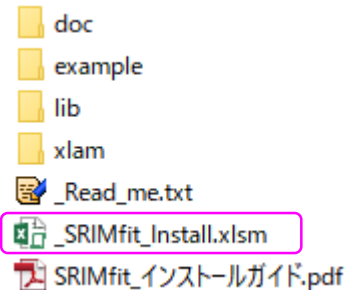 doc
example
lib
xlam
_Read_me.txt
_SRIMfit_Install.xlsm
SRIMfit_インストールガイド.pdf